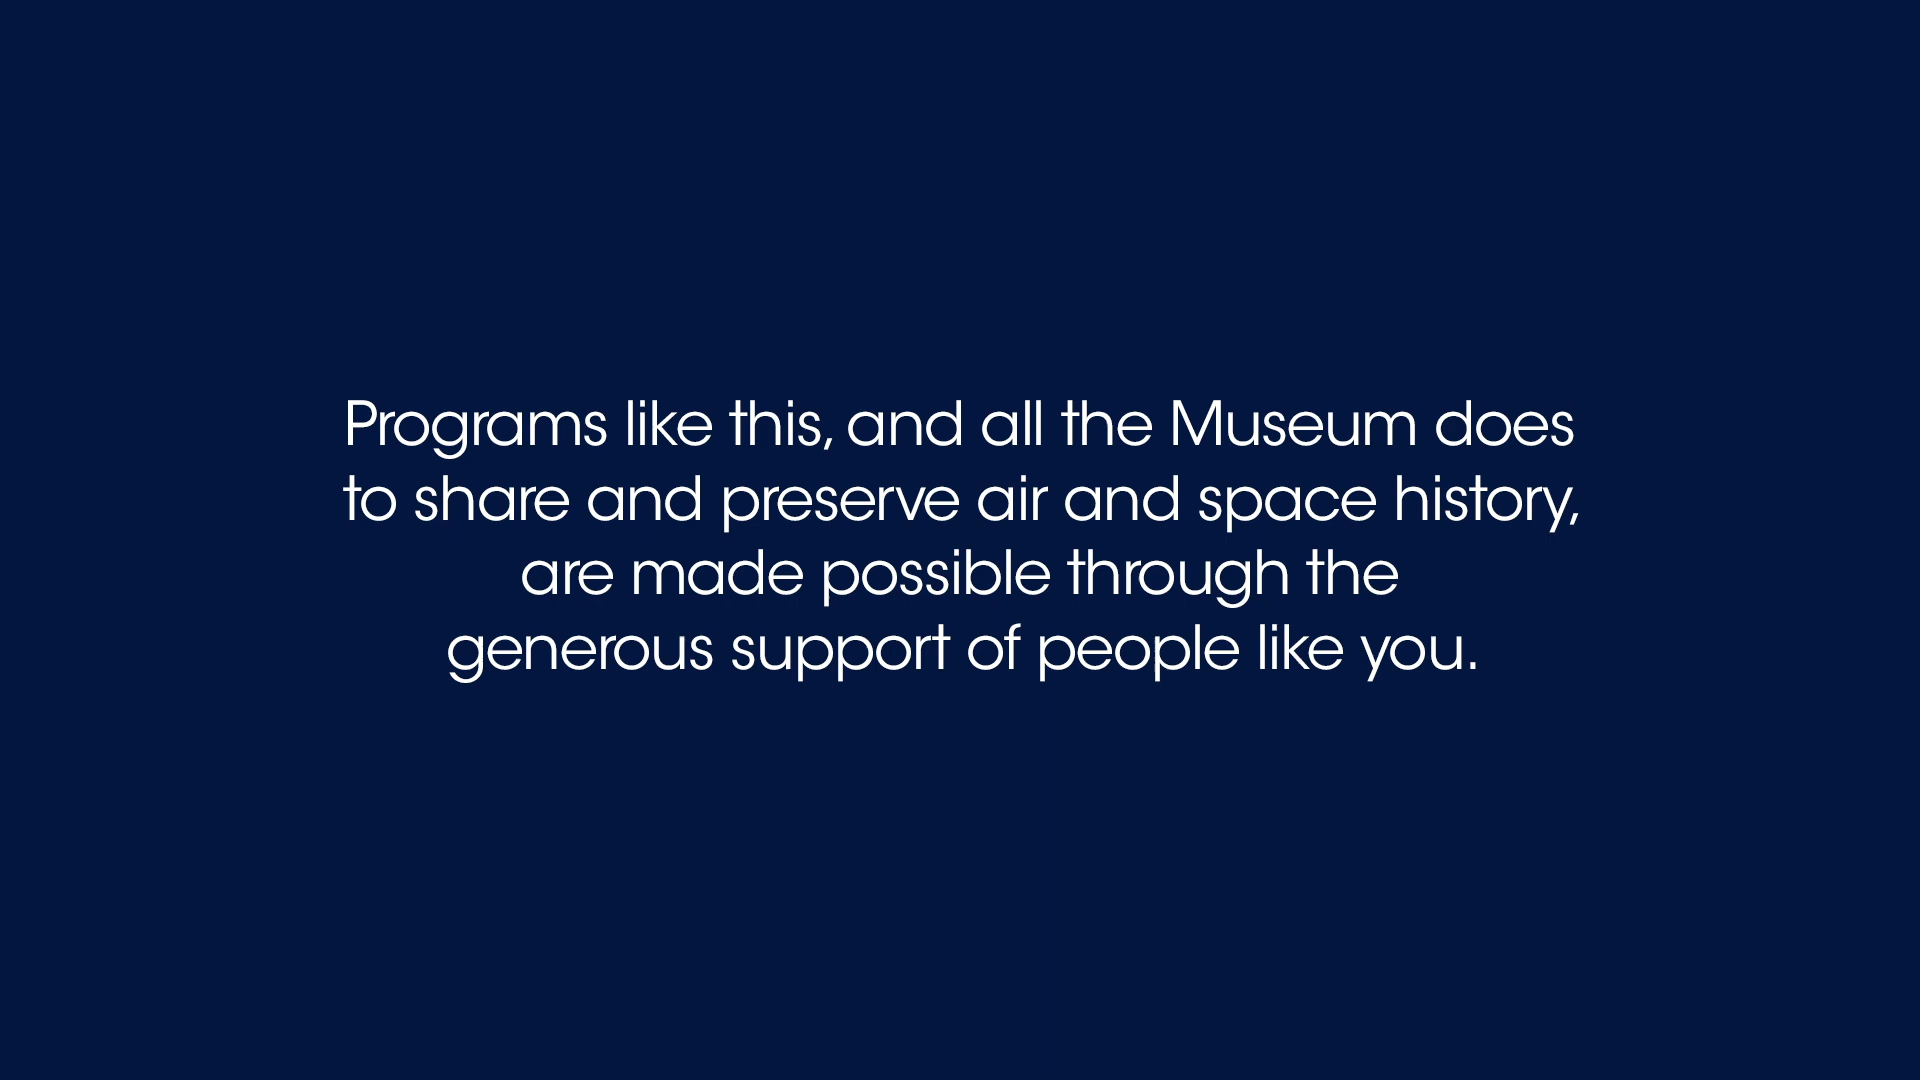 Programs like this, and all the Museum does
to share and preserve air and space history,
are made possible through the
generous support of people like you.